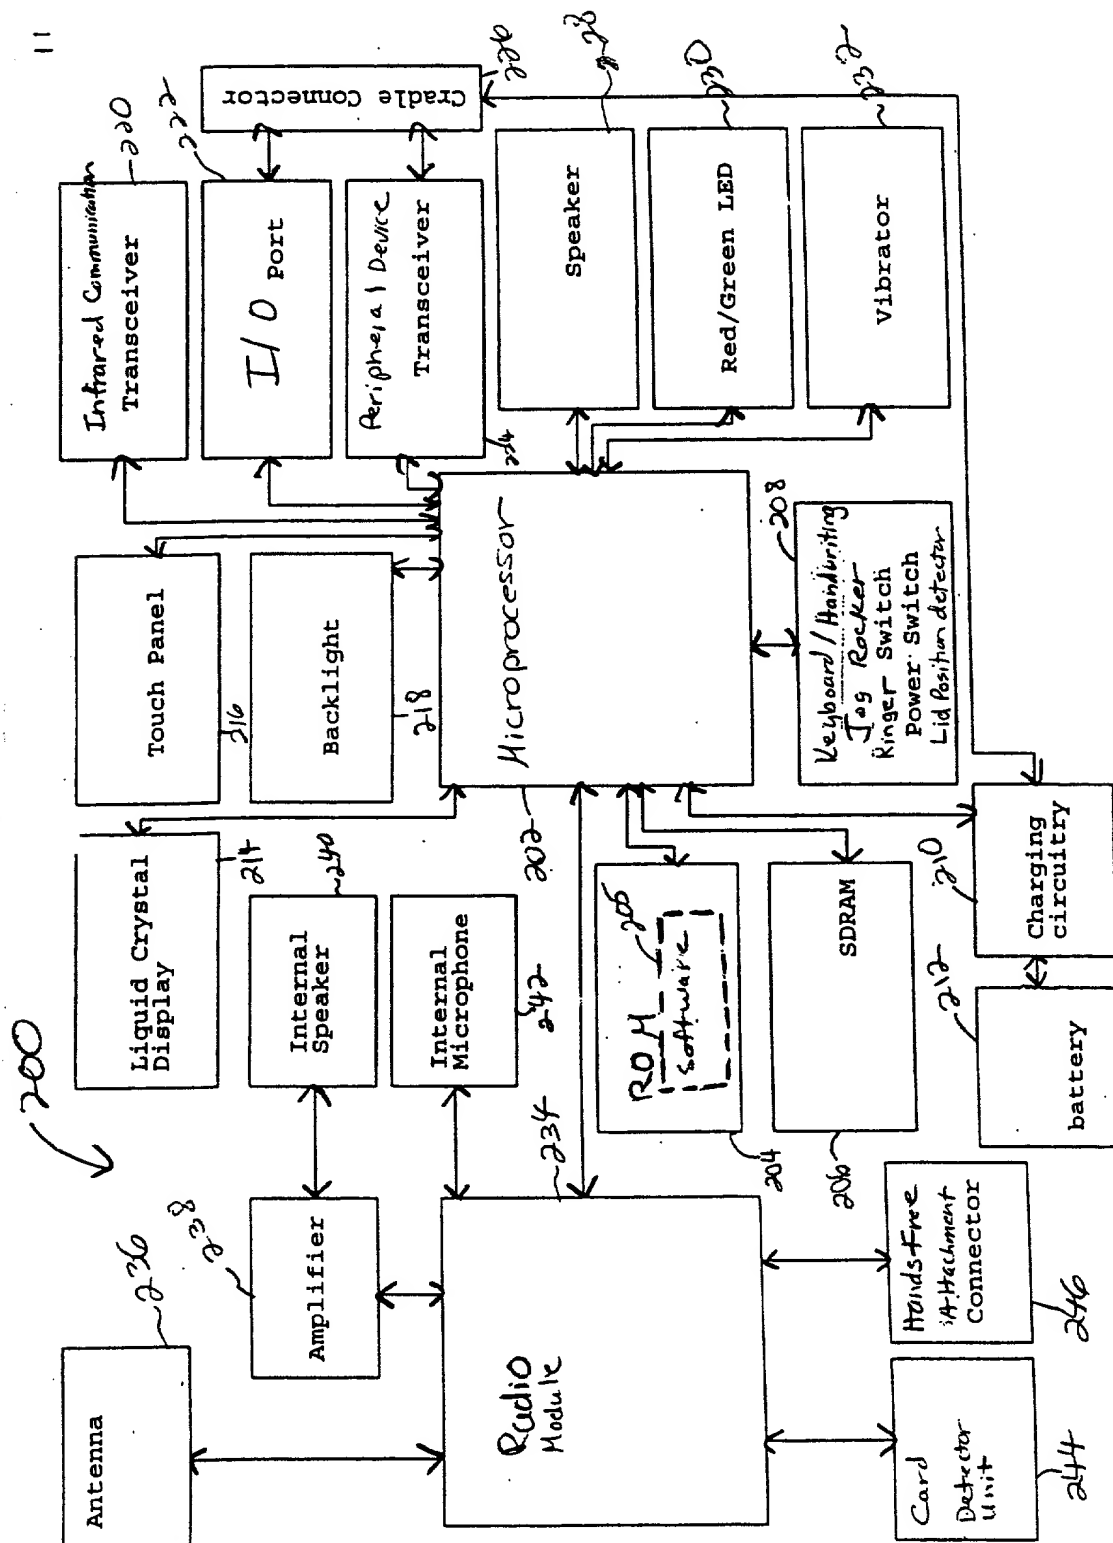 11
200
Antenna
236
Amplifier
238
Radio
Module
234
Card
Detector
Unit
244
Hands-Free
Attachment
Connector
246
Liquid Crystal
Display
214
Internal
Speaker
240
Internal
Microphone
242
ROM
Software
205
204
SDRAM
206
battery
212
Charging
circuitry
210
Touch Panel
216
Backlight
218
Microprocessor
202
Keyboard/Handwriting
Jog Rocker
Ringer Switch
Power Switch
Lid Position detector
208
Infrared Communication
Transceiver
220
I/O Port
222
Peripheral Device
Transceiver
224
Cradle Connector
226
Speaker
228
Red/Green LED
230
Vibrator
232